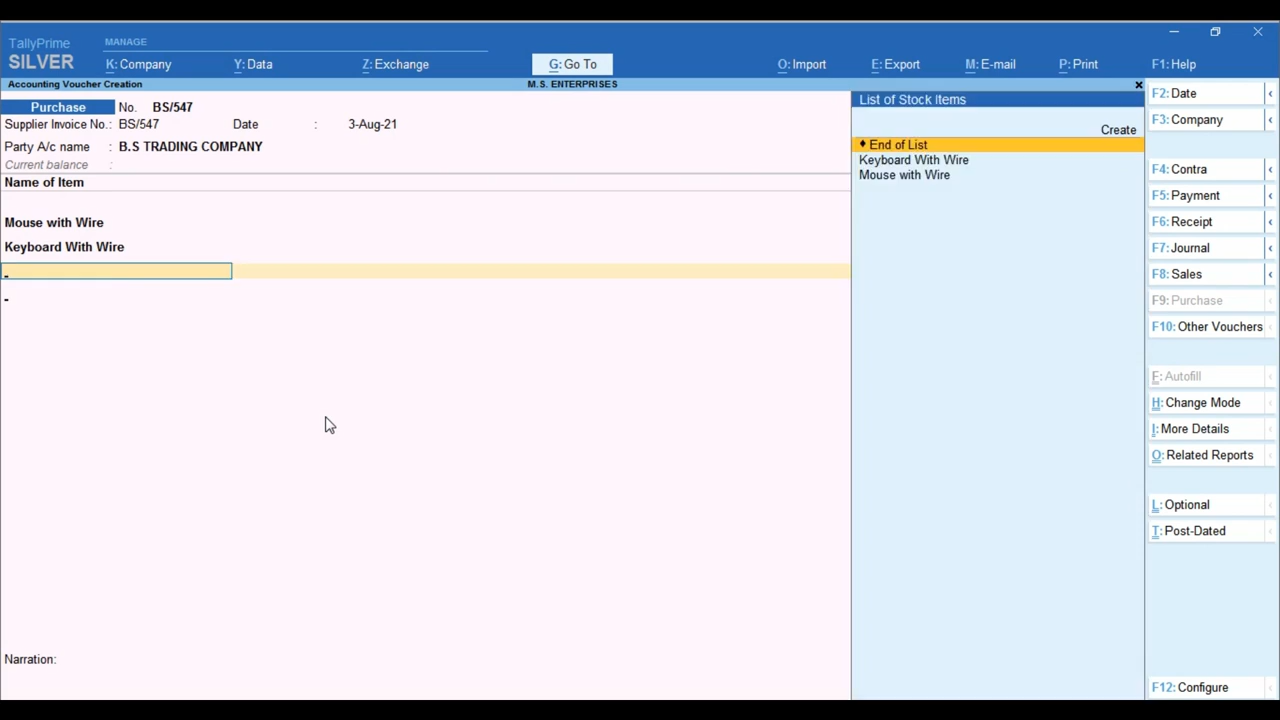 TallyPrime
SILVER
MANAGE
K: Company
Y: Data
Z: Exchange
G: Go To
O: Import
E: Export
M: E-mail
P: Print
F1: Help
Accounting Voucher Creation
M.S. ENTERPRISES
Purchase No. BS/547
Supplier Invoice No.: BS/547 Date : 3-Aug-21
Party A/c name : B.S TRADING COMPANY
Current balance :
Name of Item
Mouse with Wire
Keyboard With Wire
Narration:
List of Stock Items
Create
♦ End of List
Keyboard With Wire
Mouse with Wire
F2: Date
F3: Company
F4: Contra
F5: Payment
F6: Receipt
F7: Journal
F8: Sales
F9: Purchase
F10: Other Vouchers
F: Autofill
H: Change Mode
I: More Details
O: Related Reports
L: Optional
T: Post-Dated
F12: Configure